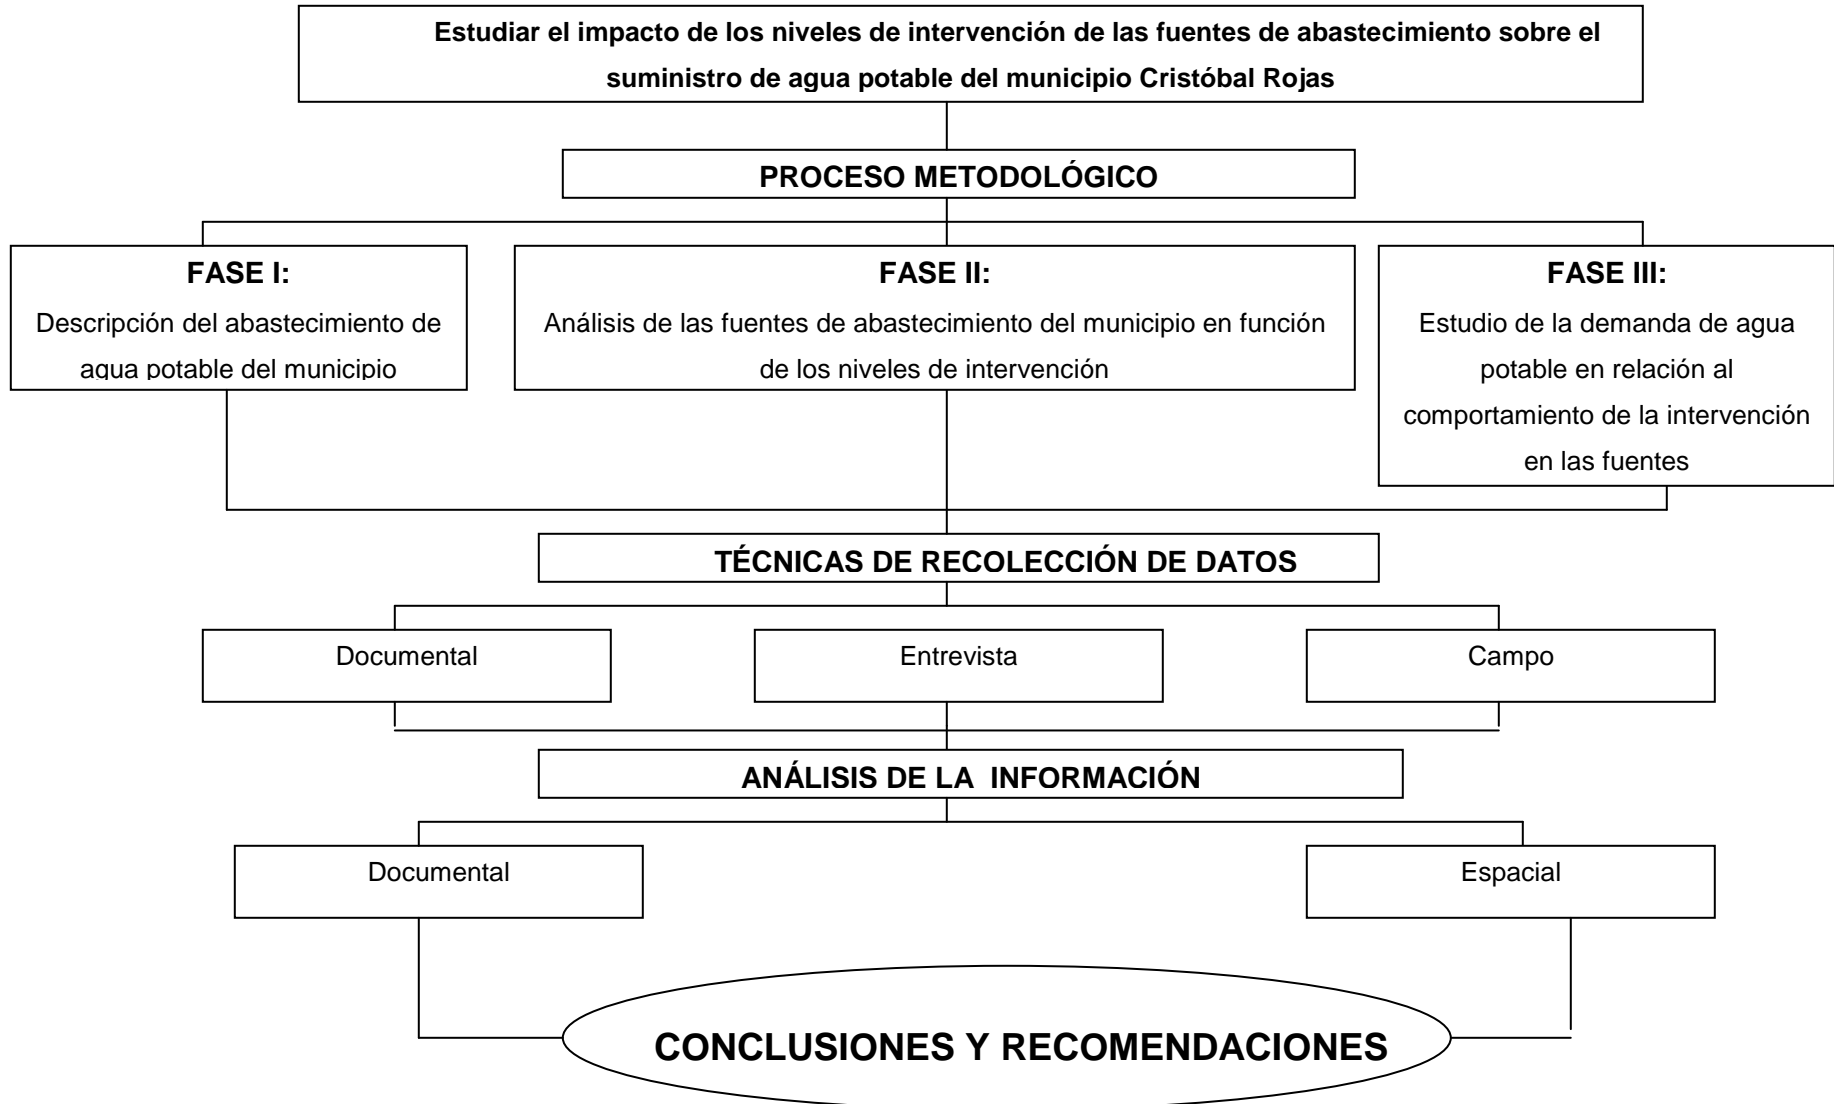 Estudiar el impacto de los niveles de intervención de las fuentes de abastecimiento sobre el
suministro de agua potable del municipio Cristóbal Rojas
PROCESO METODOLÓGICO
FASE I:
Descripción del abastecimiento de
agua potable del municipio
FASE II:
Análisis de las fuentes de abastecimiento del municipio en función
de los niveles de intervención
FASE III:
Estudio de la demanda de agua
potable en relación al
comportamiento de la intervención
en las fuentes
TÉCNICAS DE RECOLECCIÓN DE DATOS
Documental
Entrevista
Campo
ANÁLISIS DE LA INFORMACIÓN
Documental
Espacial
CONCLUSIONES Y RECOMENDACIONES